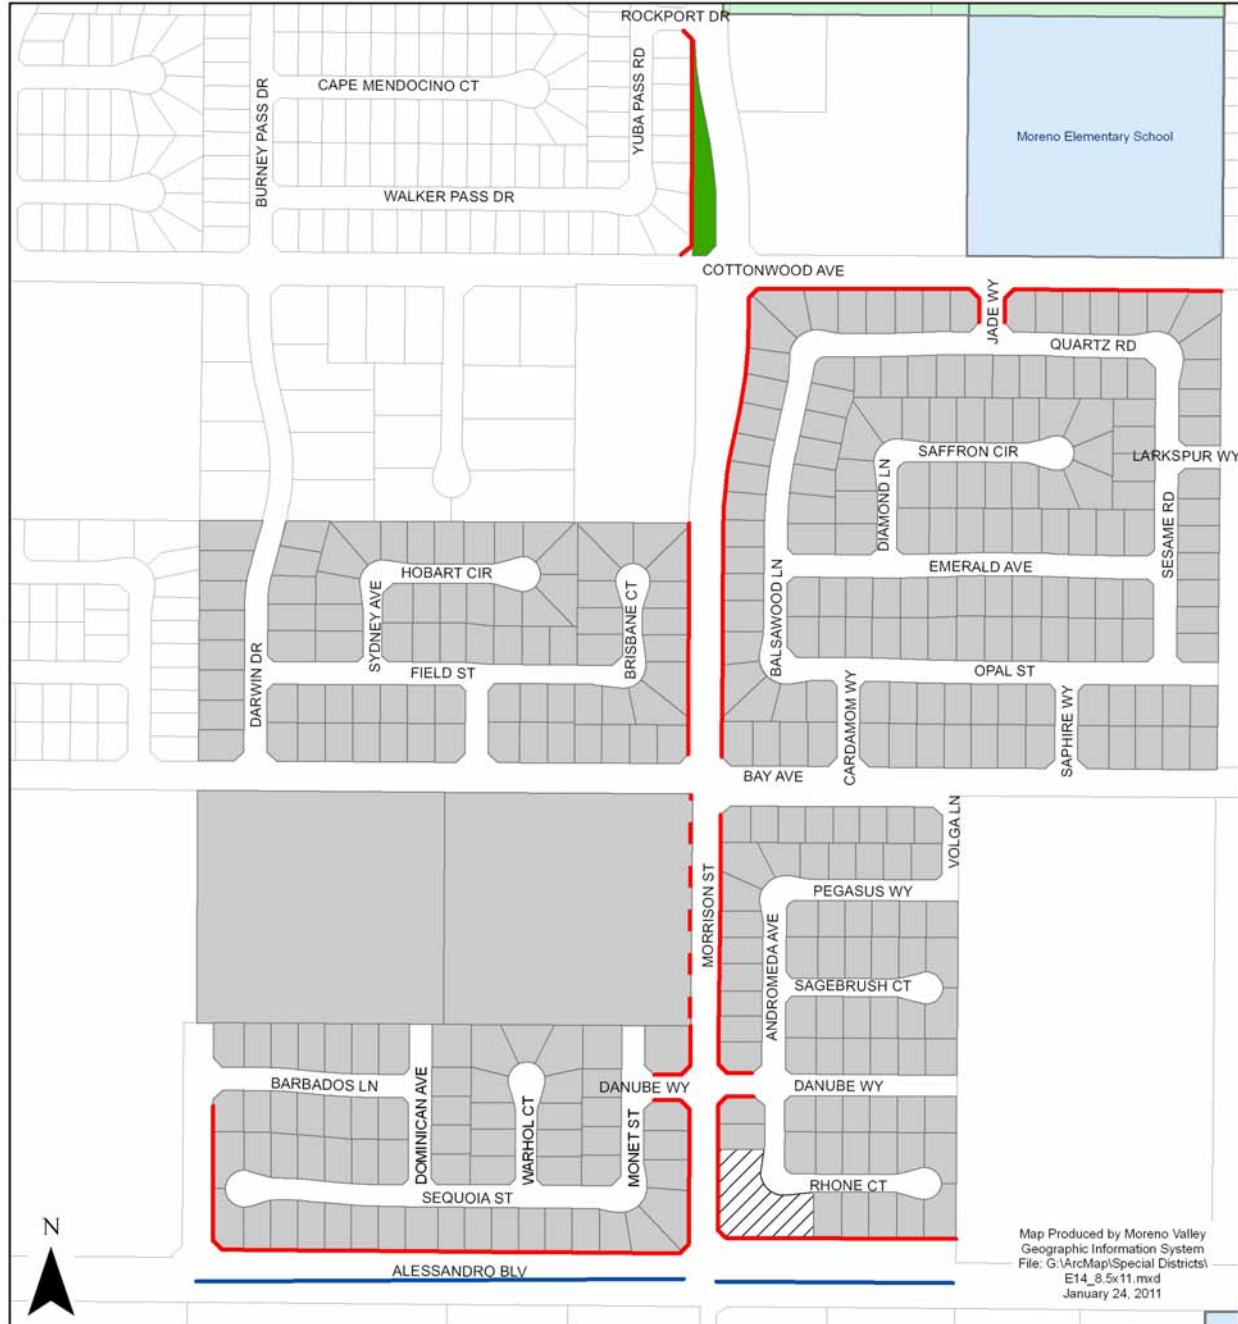 ROCKPORT DR
CAPE MENDOCINO CT
BURNEY PASS DR
YUBA PASS RD
WALKER PASS DR
Moreno Elementary School
COTTONWOOD AVE
JADE WY
QUARTZ RD
SAFFRON CIR
LARKSPUR WY
DIAMOND LN
SESAME RD
EMERALD AVE
BALSAWOOD LN
HOBART CIR
SYDNEY AVE
BRISBANE CT
FIELD ST
DARWIN DR
OPAL ST
CARDAMOM WY
SAPHIRE WY
BAY AVE
VOLGA LN
MORRISON ST
PEGASUS WY
ANDROMEDA AVE
SAGEBRUSH CT
BARBADOS LN
DOMINICAN AVE
WARHOL CT
DANUBE WY
MONET ST
DANUBE WY
SEQUOIA ST
RHONE CT
N
ALESSANDRO BLV
Map Produced by Moreno Valley
Geographic Information System
File: G:\ArcMap\Special Districts\
E14_8.5x11.mxd
January 24, 2011